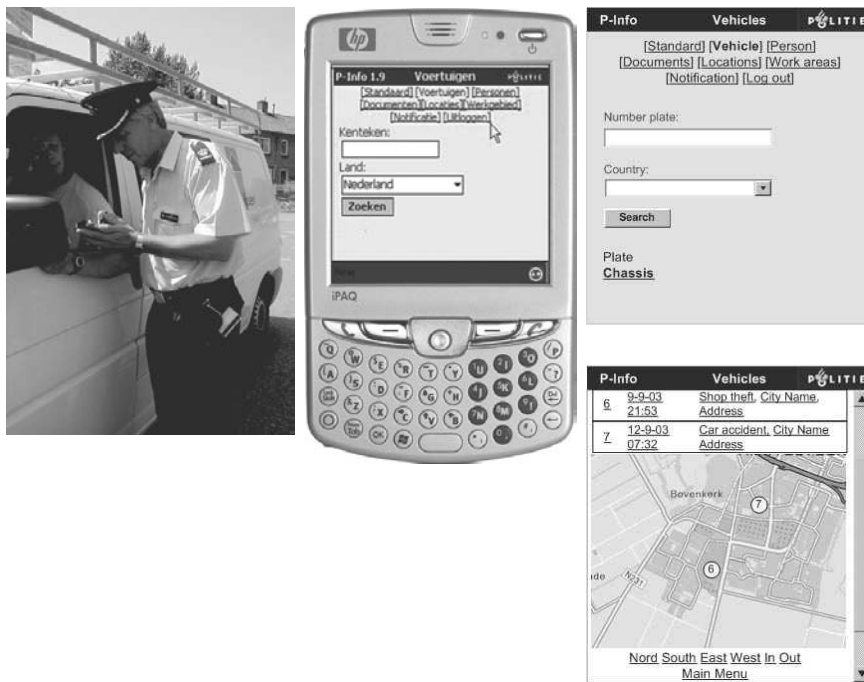 hp
P-Info 1.9 Voertuigen POLITIE
[Standaard] [Voertuigen] [Personen]
[Documenten] [Locaties] [Werkgebied]
[Notificatie] [Uitloggen]
Kenteken:
Land:
Nederland
Zoeken
iPAQ
P-Info Vehicles POLITIE
[Standard] [Vehicle] [Person]
[Documents] [Locations] [Work areas]
[Notification] [Log out]
Number plate:
Country:
Search
Plate
Chassis
P-Info Vehicles POLITIE
6 9-9-03 Shop theft, City Name,
21:53 Address
7 12-9-03 Car accident, City Name
07:32 Address
Bovenkerk
7
6
N231
Nord South East West In Out
Main Menu